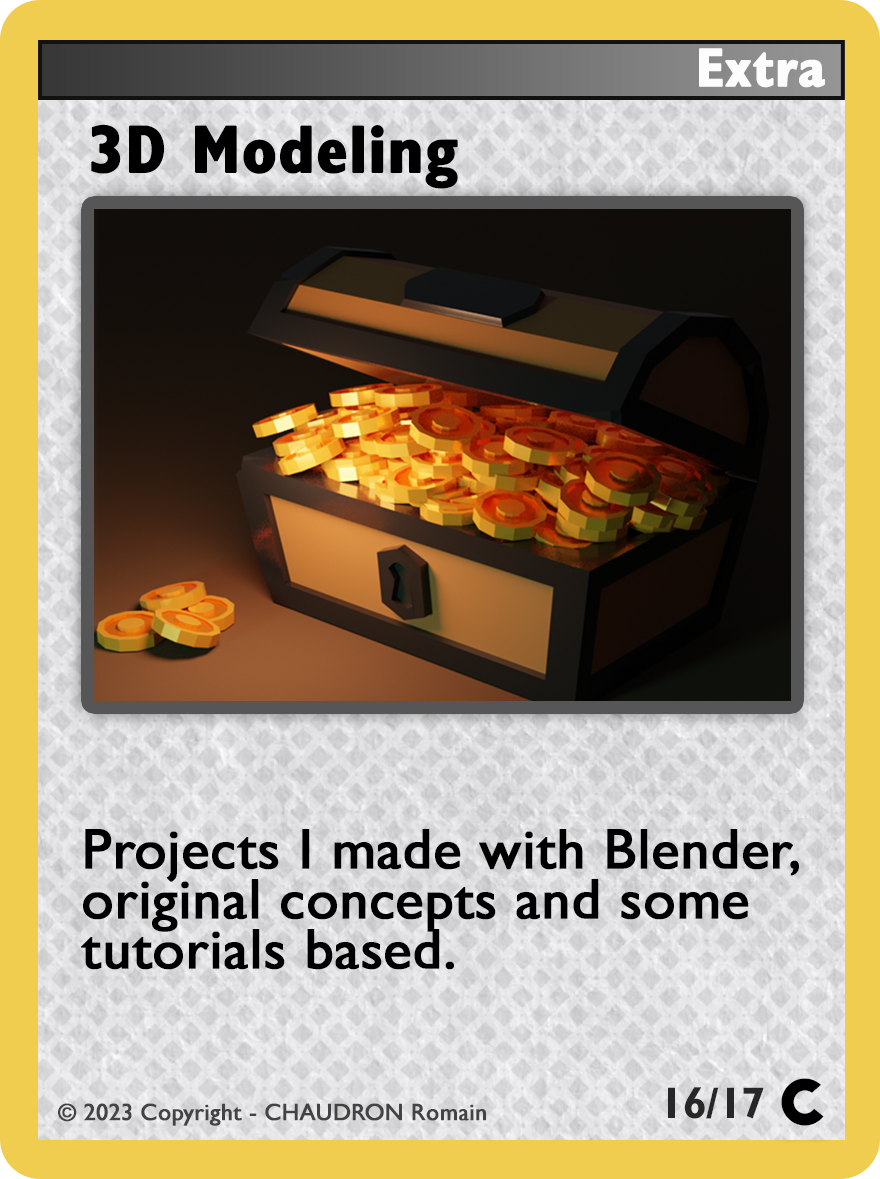 Extra
3D Modeling
Projects I made with Blender,
original concepts and some
tutorials based.
© 2023 Copyright - CHAUDRON Romain
16/17 C